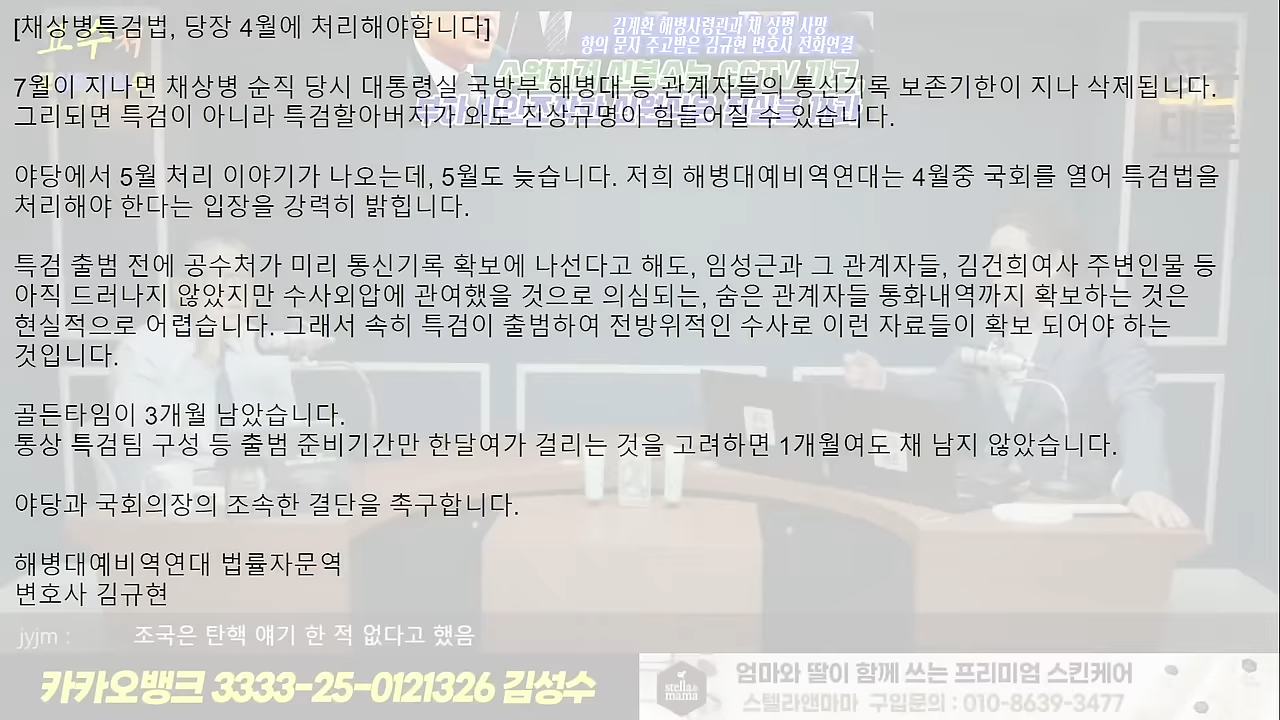 [채상병특검법, 당장 4월에 처리해야합니다]
김계환 해병사령관과 채 상병 사망
항의 문자 주고받은 김규현 변호사 전화연결
7월이 지나면 채상병 순직 당시 대통령실 국방부 해병대 등 관계자들의 통신기록 보존기한이 지나 삭제됩니다.
그리되면 특검이 아니라 특검할아버지가 와도 진상규명이 힘들어질 수 있습니다.
야당에서 5월 처리 이야기가 나오는데, 5월도 늦습니다. 저희 해병대예비역연대는 4월중 국회를 열어 특검법을
처리해야 한다는 입장을 강력히 밝힙니다.
특검 출범 전에 공수처가 미리 통신기록 확보에 나선다고 해도, 임성근과 그 관계자들, 김건희여사 주변인물 등
아직 드러나지 않았지만 수사외압에 관여했을 것으로 의심되는, 숨은 관계자들 통화내역까지 확보하는 것은
현실적으로 어렵습니다. 그래서 속히 특검이 출범하여 전방위적인 수사로 이런 자료들이 확보 되어야 하는
것입니다.
골든타임이 3개월 남았습니다.
통상 특검팀 구성 등 출범 준비기간만 한달여가 걸리는 것을 고려하면 1개월여도 채 남지 않았습니다.
야당과 국회의장의 조속한 결단을 촉구합니다.
해병대예비역연대 법률자문역
변호사 김규현
jyjm : 조국은 탄핵 얘기 한 적 없다고 했음
카카오뱅크 3333-25-0121326 김성수
stella& mama
엄마와 딸이 함께 쓰는 프리미엄 스킨케어
스텔라앤마마 구입문의 : 010-8639-3477